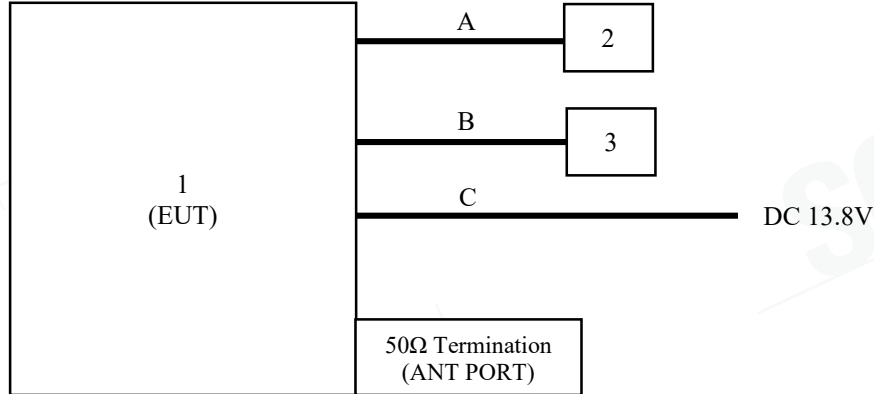 A
2
B
3
1
(EUT)
C
DC 13.8V
50Ω Termination
(ANT PORT)